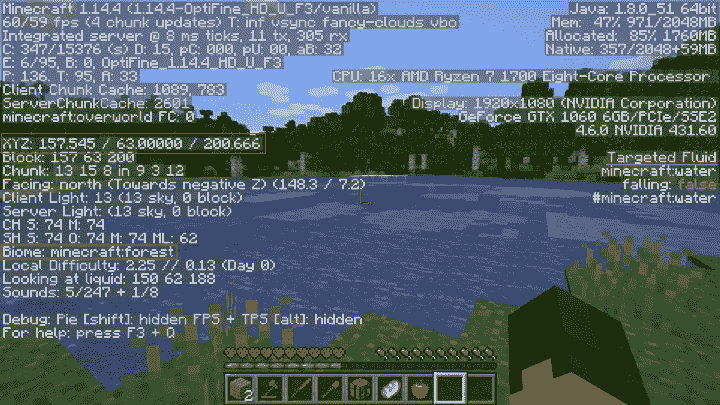 Minecraft 1.14.4 (1.14.4-OptiFine_HD_U_F3/vanilla)
60/59 fps (4 chunk updates) T: inf vsync fancy-clouds vbo
Integrated server @ 8 ms ticks, 11 tx, 305 rx
C: 347/15376 (s) D: 15, pC: 000, pU: 00, aB: 32
E: 6/95, B: 0, OptiFine_1.14.4_HD_U_F3
P: 136. T: 95, A: 33
Client Chunk Cache: 1089, 783
ServerChunkCache: 2601
minecraft:overworld FC: 0
XYZ: 157.545 / 63.00000 / 200.666
Block: 157 63 200
Chunk: 13 15 8 in 9 3 12
Facing: north (Towards negative Z) (148.3 / 7.2)
Client Light: 13 (13 sky, 0 block)
Server Light: (13 sky, 0 block)
CH S: 74 M: 74
SH S: 74 O: 74 M: 74 ML: 62
Biome: minecraft:forest
Local Difficulty: 2.25 // 0.13 (Day 0)
Looking at liquid: 150 62 188
Sounds: 5/247 + 1/8
Debug: Pie [shift]: hidden FPS + TPS [alt]: hidden
For help: press F3 + Q
Java: 1.8.0_51 64bit
Mem: 47% 971/2048MB
Allocated: 85% 1760MB
Native: 357/2048+59MB
CPU: 16x AMD Ryzen 7 1700 Eight-Core Processor
Display: 1920x1080 (NVIDIA Corporation)
GeForce GTX 1060 6GB/PCIe/SSE2
4.6.0 NVIDIA 431.60
Targeted Fluid
minecraft:water
falling: false
#minecraft:water
2